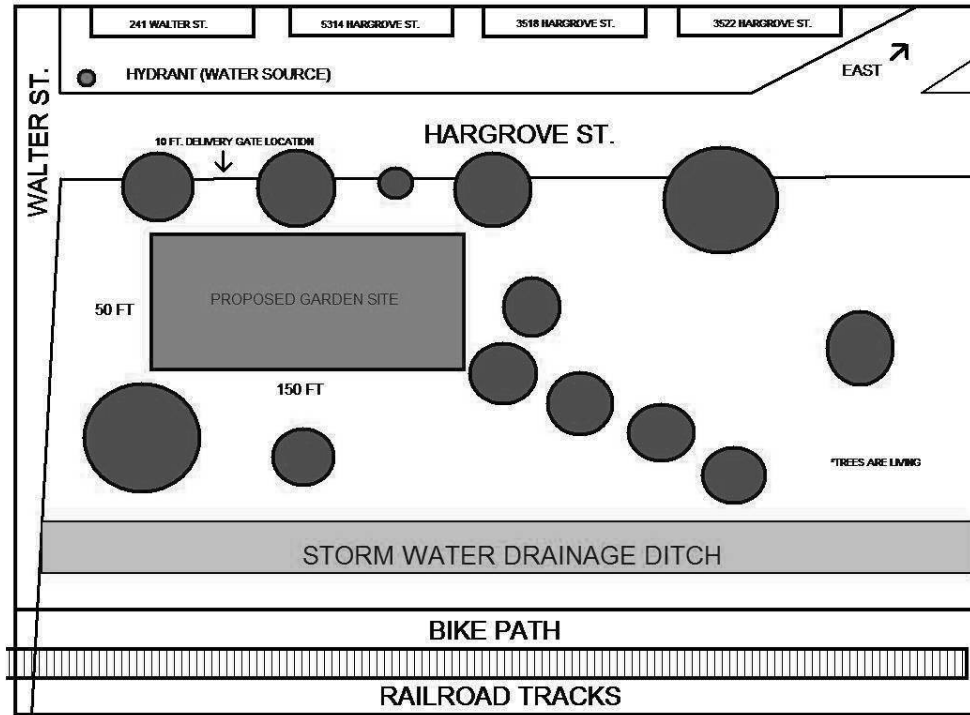 241 WALTER ST.
5314 HARGROVE ST.
3518 HARGROVE ST.
3522 HARGROVE ST.
HYDRANT (WATER SOURCE)
EAST
WALTER ST.
HARGROVE ST.
10 FT. DELIVERY GATE LOCATION
PROPOSED GARDEN SITE
50 FT
150 FT
*TREES ARE LIVING
STORM WATER DRAINAGE DITCH
BIKE PATH
RAILROAD TRACKS